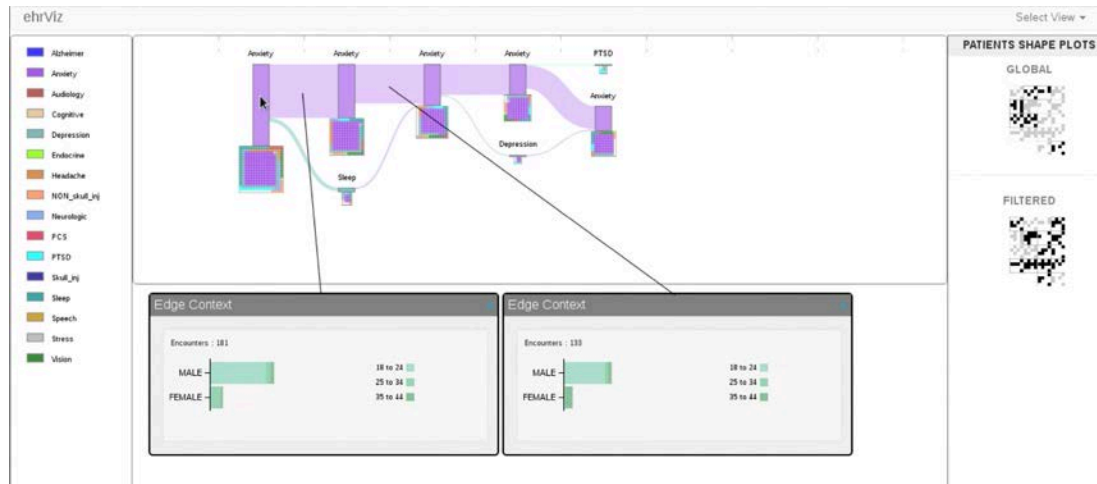 ehrViz
Select View
Alzheimer
Anxiety
Audiology
Cognitive
Depression
Endocrine
Headache
NON_skull_inj
Neurologic
PCS
PTSD
Skull_inj
Sleep
Speech
Stress
Vision
Anxiety
Anxiety
Anxiety
Anxiety
PTSD
Anxiety
Depression
Sleep
PATIENTS SHAPE PLOTS
GLOBAL
FILTERED
Edge Context
Encounters : 181
MALE
FEMALE
18 to 24
25 to 34
35 to 44
Edge Context
Encounters : 133
MALE
FEMALE
18 to 24
25 to 34
35 to 44